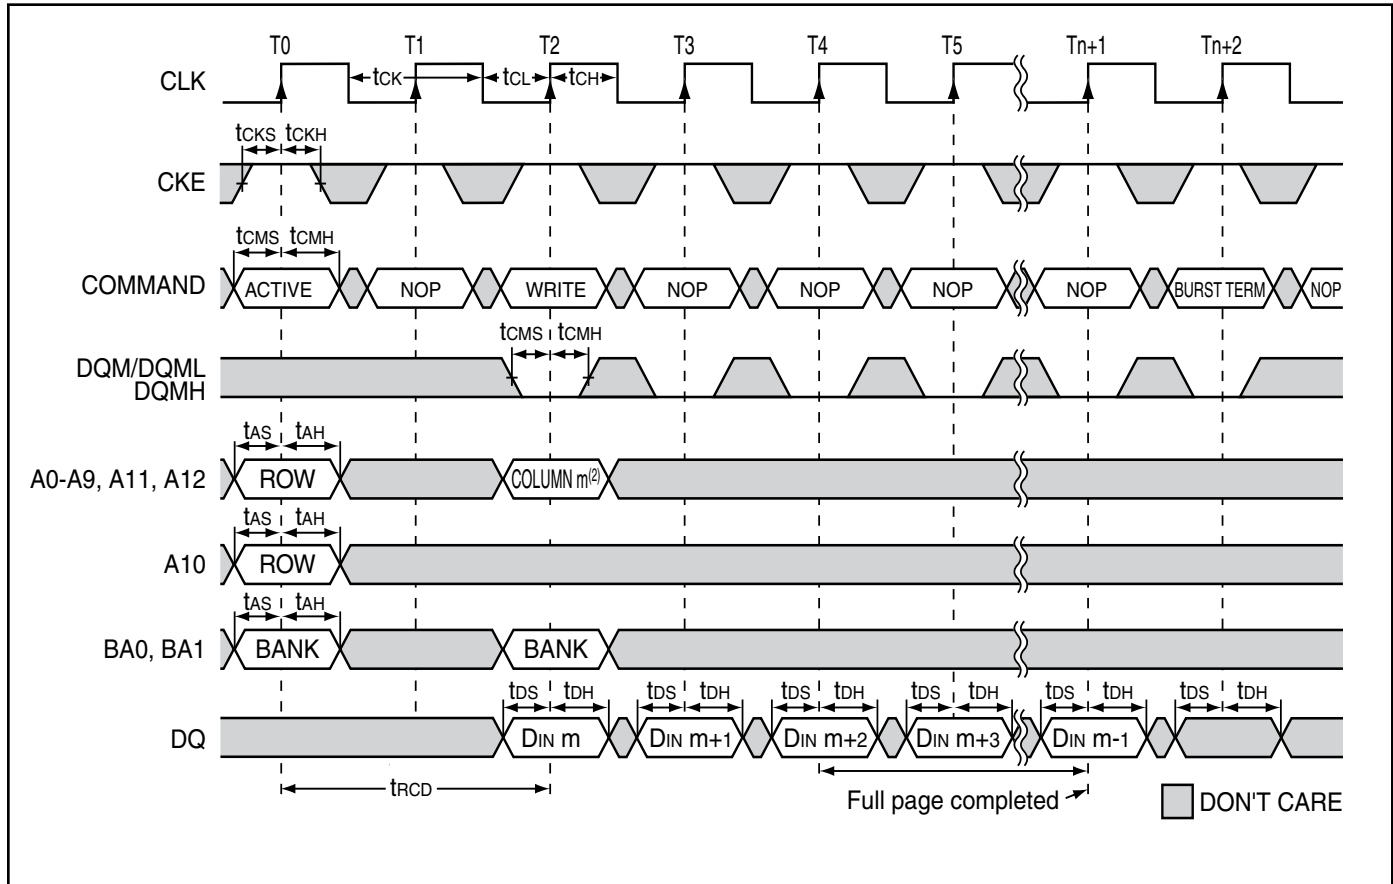 T0 T1 T2 T3 T4 T5 Tn+1 Tn+2
CLK
tCK tCL tCH
tCKS tCKH
CKE
tCMS tCMH
COMMAND ACTIVE NOP WRITE NOP NOP NOP NOP BURST TERM NOP
tCMS tCMH
DQM/DQML
DQMH
tAS tAH
A0-A9, A11, A12 ROW COLUMN m(2)
tAS tAH
A10 ROW
tAS tAH
BA0, BA1 BANK BANK
tDS tDH tDS tDH tDS tDH tDS tDH tDS tDH tDS tDH
DQ DIN m DIN m+1 DIN m+2 DIN m+3 DIN m-1
tRCD
Full page completed
DON'T CARE